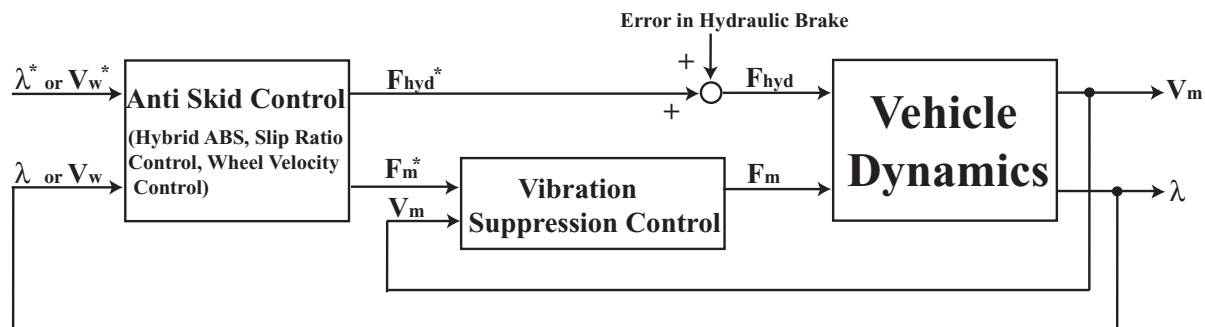 Error in Hydraulic Brake
λ* or Vw*
Anti Skid Control
(Hybrid ABS, Slip Ratio
Control, Wheel Velocity
Control)
λ or Vw
Fhyd*
+
+
Fhyd
Fm*
Vm
Vibration
Suppression Control
Fm
Vehicle
Dynamics
Vm
λ